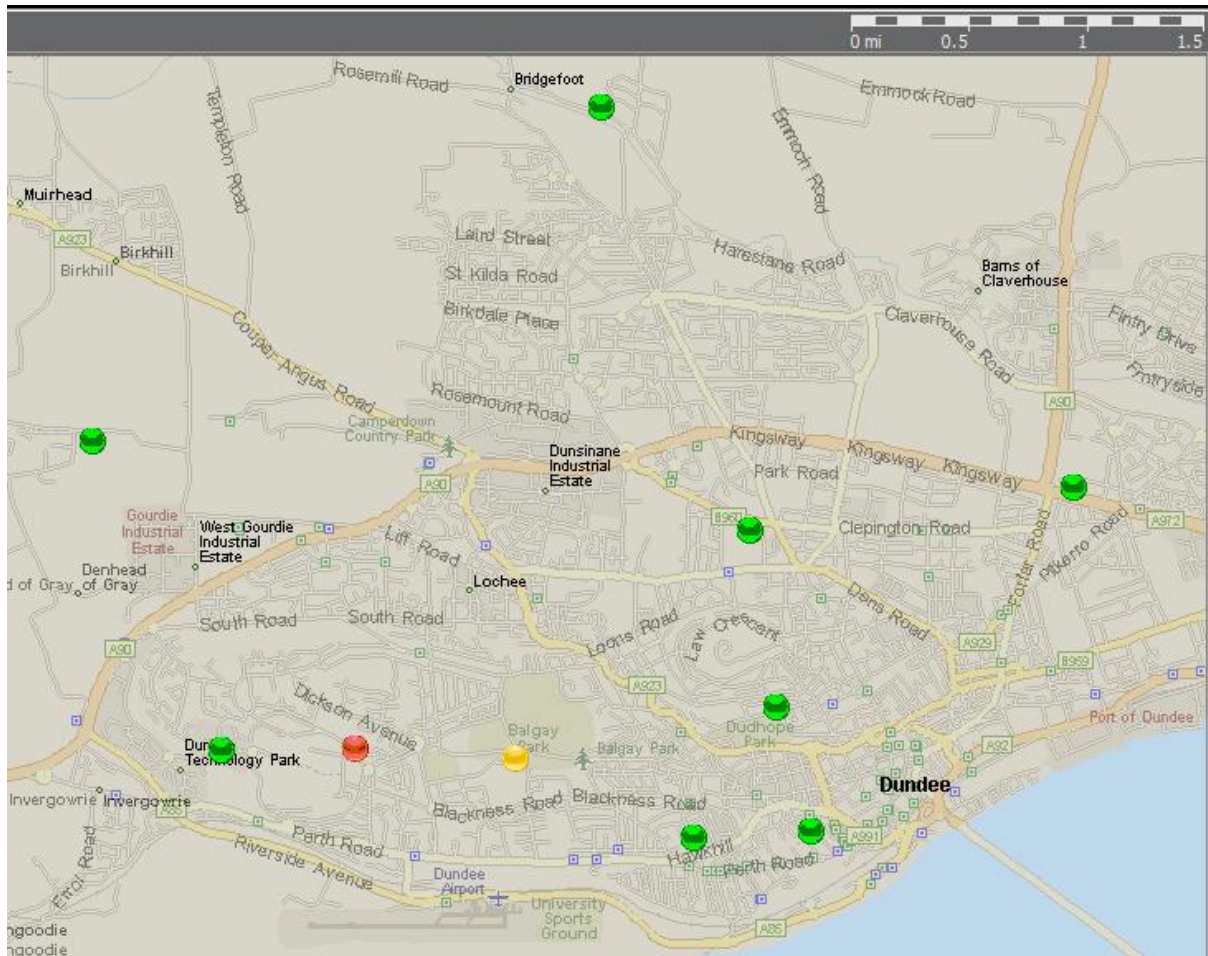 0 mi 0.5 1 1.5
Rosemill Road
Bridgefoot
Emmock Road
Templeton Road
Emmoch Road
Muirhead
A923
Birkhill
Birkhill
Laird Street
Harestane Road
St Kilda Road
Barns of
Claverhouse
Birkdale Place
Claverhouse Road
Fintry Drive
Fintryside
Couper-Angus Road
Rosemount Road
A90
Camperdown
Country Park
Kingsway
Kingsway
Kingsway
Dunsinane
Industrial
Estate
Park Road
A90
Gourdie
Industrial
Estate
West Gourdie
Industrial
Estate
B960
Clepington Road
A972
Liff Road
Forfar Road
Pitkerro Road
Denhead
of Gray
d of Gray
Lochee
Dens Road
South Road
South Road
Loons Road
Law Crescent
A90
A929
B959
A923
Dickson Avenue
Balgay
Park
Balgay Park
Dudhope
Park
Port of Dundee
A92
Technology Park
Dundee
Invergowrie
Invergowrie
Blackness Road
Blackness Road
A85
Perth Road
Hawkhill
Perth Road
A991
Riverside Avenue
Errol Road
Dundee
Airport
University
Sports
Ground
A85
ngoodie
ngoodie